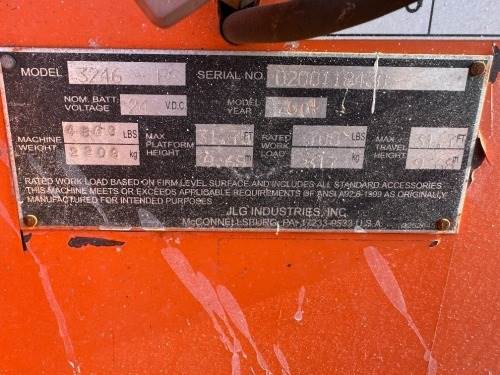 MODEL 3246 SERIAL NO.
NOM. BATT. VOLTAGE 24 V.D.C. MODEL YEAR
MACHINE WEIGHT LBS MAX. PLATFORM HEIGHT FT RATED WORK LOAD LBS MAX. TRAVEL HEIGHT FT
kg 9.65 m kg m
RATED WORK LOAD BASED ON FIRM LEVEL SURFACE AND INCLUDES ALL STANDARD ACCESSORIES
THIS MACHINE MEETS OR EXCEEDS APPLICABLE REQUIREMENTS OF ANSI A92.6-1999 AS ORIGINALLY
MANUFACTURED FOR INTENDED PURPOSES.
JLG INDUSTRIES, INC.
McCONNELLSBURG, PA. 17233-9533 U.S.A.